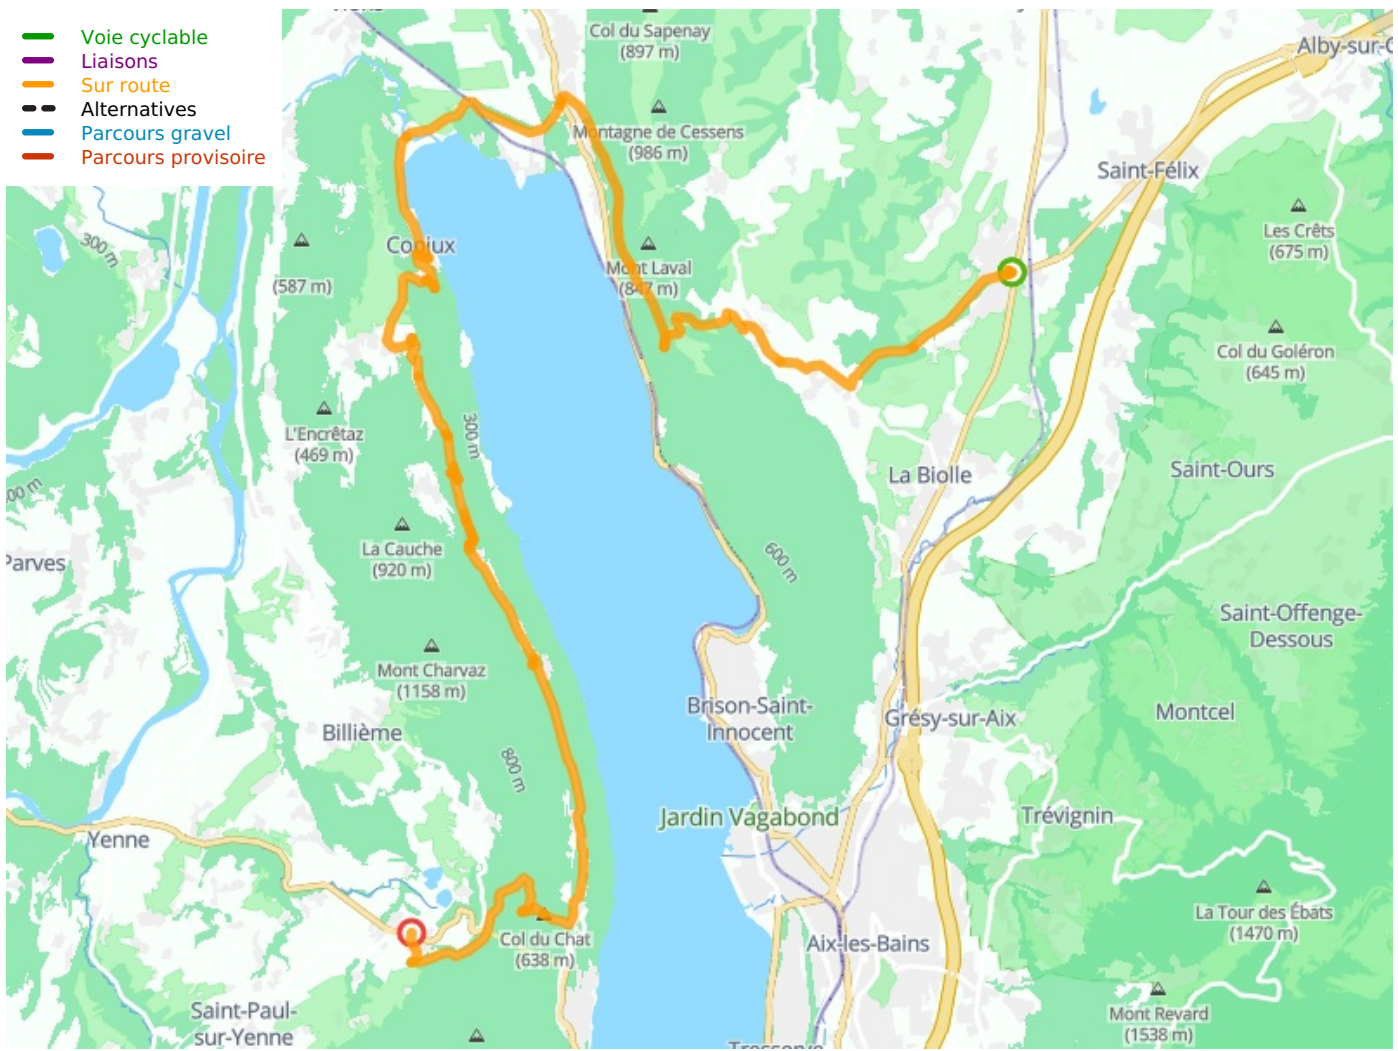 Voie cyclable
Liaisons
Sur route
Alternatives
Parcours gravel
Parcours provisoire
Col du Sapenay
(897 m)
Alby-sur-C
Montagne de Cessens
(986 m)
Saint-Félix
Les Crêts
(675 m)
300 m
Conjux
(587 m)
Mont Laval
(847 m)
Col du Goléron
(645 m)
L'Encrêtaz
(469 m)
300 m
La Biolle
Saint-Ours
00 m
La Cauche
(920 m)
Parves
600 m
Saint-Offenge-
Dessous
Mont Charvaz
(1158 m)
Brison-Saint-
Innocent
Grésy-sur-Aix
Montcel
Billième
800 m
Jardin Vagabond
Trévignin
Yenne
La Tour des Ébats
(1470 m)
Col du Chat
(638 m)
Aix-les-Bains
Saint-Paul-
sur-Yenne
Mont Revard
(1538 m)
Tresserve